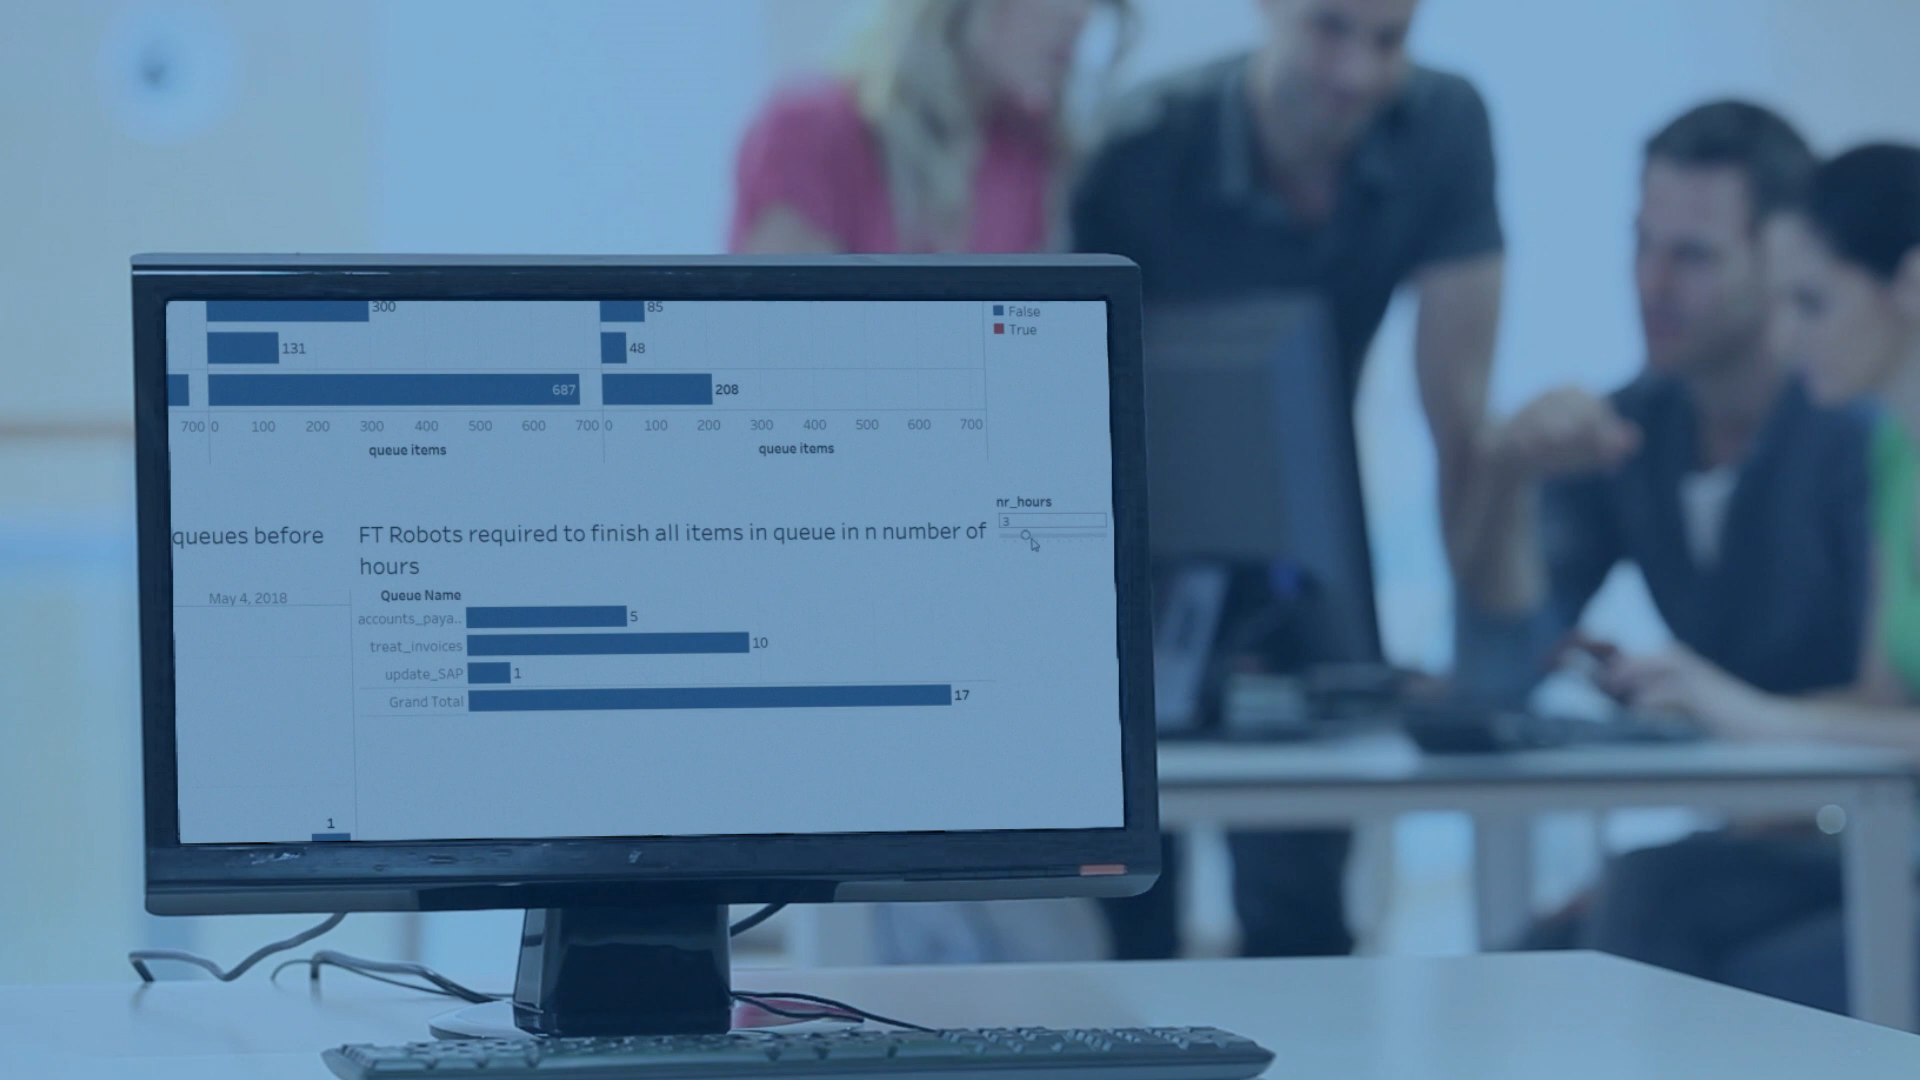 300
85
False
True
131
48
687
208
700 0 100 200 300 400 500 600 700 0 100 200 300 400 500 600 700
queue items
queue items
nr_hours
3
queues before
FT Robots required to finish all items in queue in n number of
hours
May 4, 2018
Queue Name
accounts_paya..
5
treat_invoices
10
update_SAP
1
Grand Total
17
1